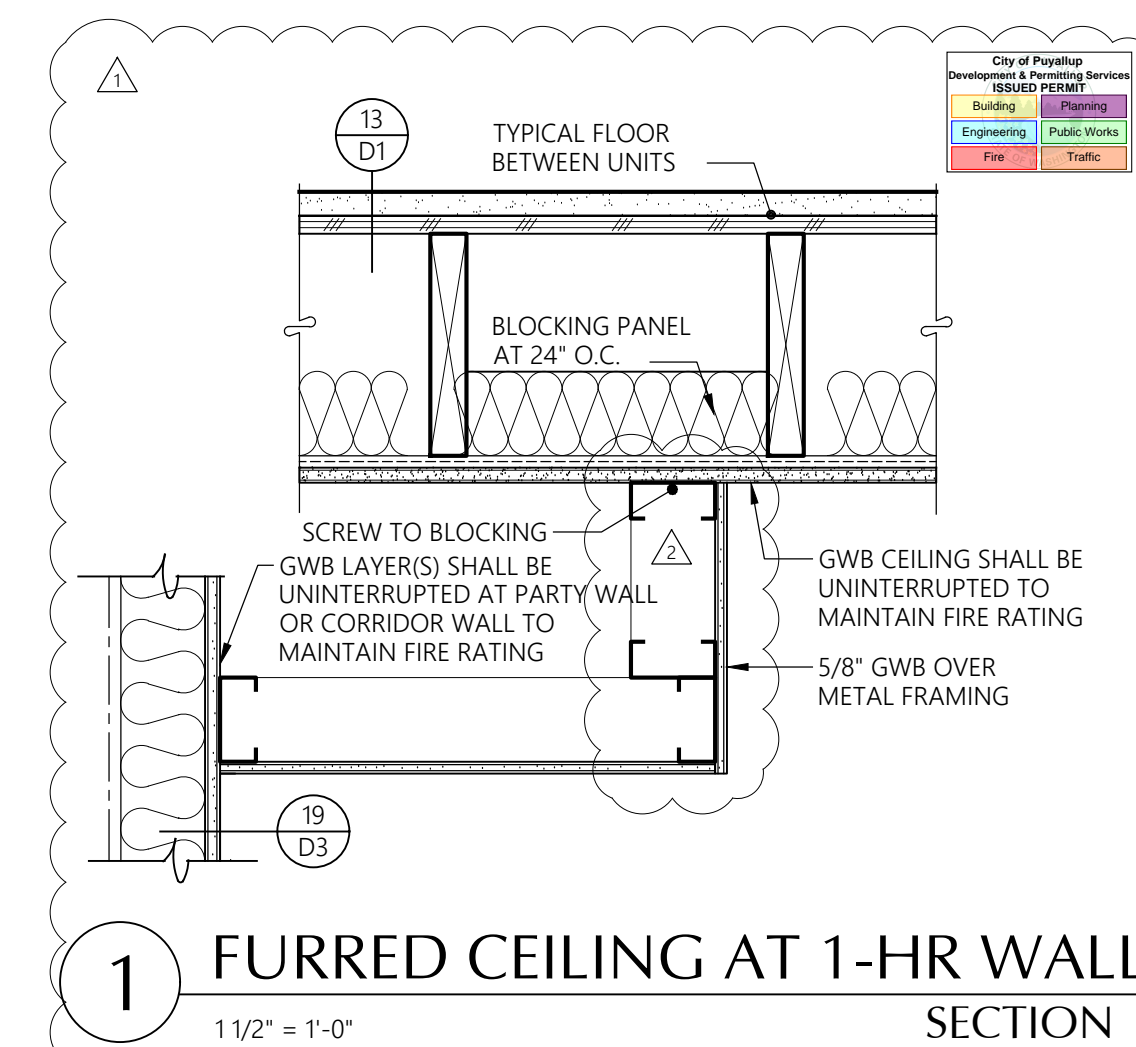 1
City of Puyallup
Development & Permitting Services
ISSUED PERMIT
Building
Planning
Engineering
Public Works
Fire
Traffic
13
D1
TYPICAL FLOOR
BETWEEN UNITS
BLOCKING PANEL
AT 24" O.C.
SCREW TO BLOCKING
2
GWB LAYER(S) SHALL BE
UNINTERRUPTED AT PARTY WALL
OR CORRIDOR WALL TO
MAINTAIN FIRE RATING
GWB CEILING SHALL BE
UNINTERRUPTED TO
MAINTAIN FIRE RATING
5/8" GWB OVER
METAL FRAMING
19
D3
1
FURRED CEILING AT 1-HR WALL
1 1/2" = 1'-0"
SECTION